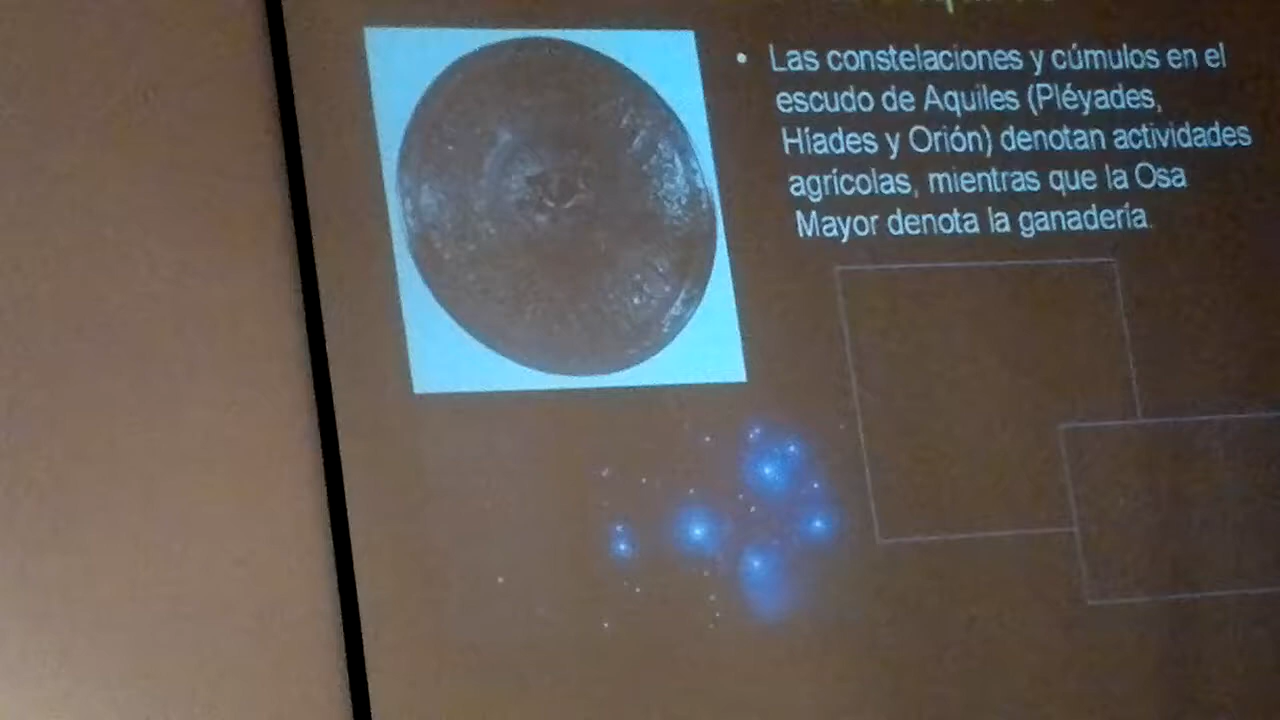 Las constelaciones y cúmulos en el
escudo de Aquiles (Pléyades,
Híades y Orión) denotan actividades
agrícolas, mientras que la Osa
Mayor denota la ganadería.